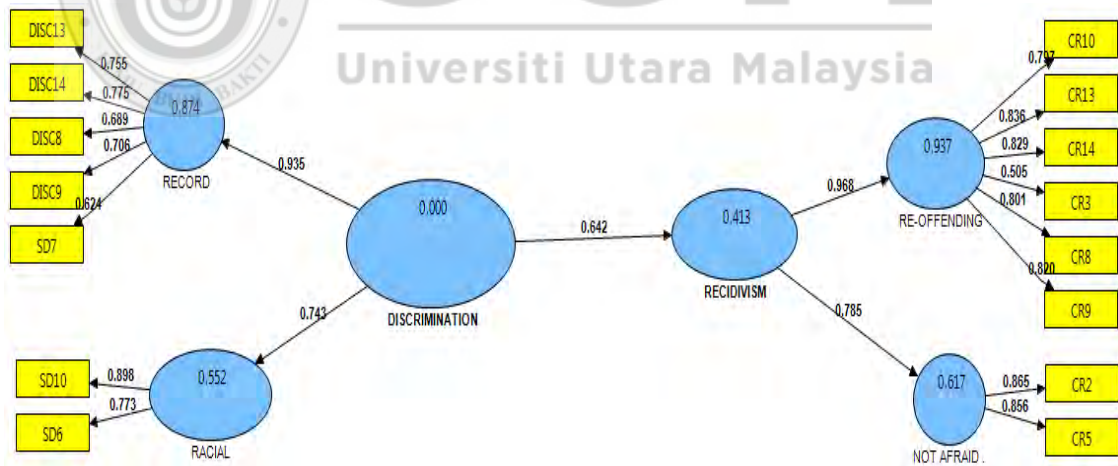 Universiti Utara Malaysia
DISC13
DISC14
DISC8
DISC9
SD7
0.755
0.775
0.689
0.706
0.624
0.874
RECORD
0.935
0.000
DISCRIMINATION
0.743
SD10
SD6
0.898
0.773
0.552
RACIAL
0.642
0.413
RECIDIVISM
0.968
0.785
0.937
RE-OFFENDING
0.836
0.829
0.505
0.801
CR10
CR13
CR14
CR3
CR8
CR9
0.617
NOT AFRAID .
0.865
0.856
CR2
CR5